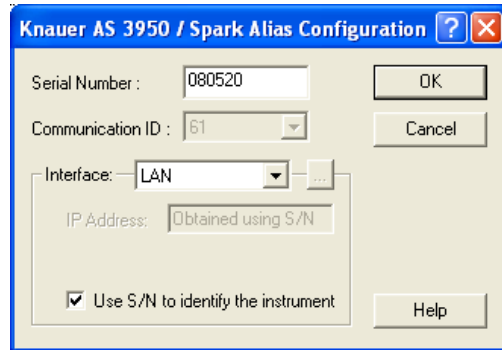 Knauer AS 3950 / Spark Alias Configuration
Serial Number : 080520 OK
Communication ID : 61 Cancel
Interface: LAN ...
IP Address: Obtained using S/N
Use S/N to identify the instrument
Help